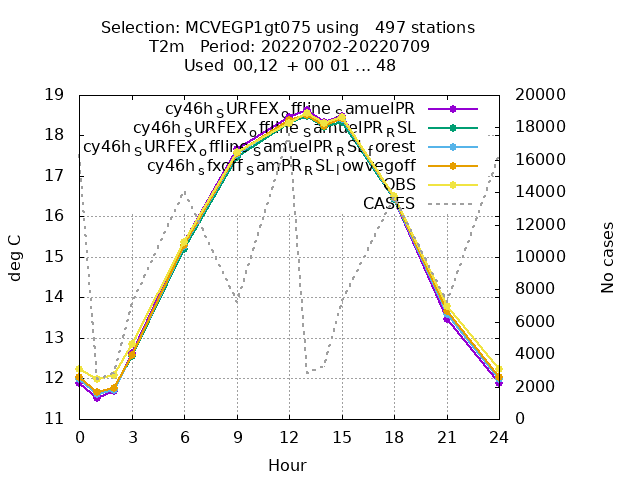 Selection: MCVEGP1gt075 using   497 stations
T2m   Period: 20220702-20220709
Used  00,12  + 00 01 ... 48
19 20000
cy46h_SURFEX_offline_SamuelPR
18 18000
cy46h_SURFEX_offline_SamuelPR_RSL
cy46h_SURFEX_offline_SamuelPR_RSL_forest
17 16000
cy46h_sfxoff_samPR_RSL_lowvegoff
OBS
CASES
14000
16 12000
15 10000
14 8000
13 6000
4000
12 2000
11 0
deg C
No cases
0 3 6 9 12 15 18 21 24
Hour